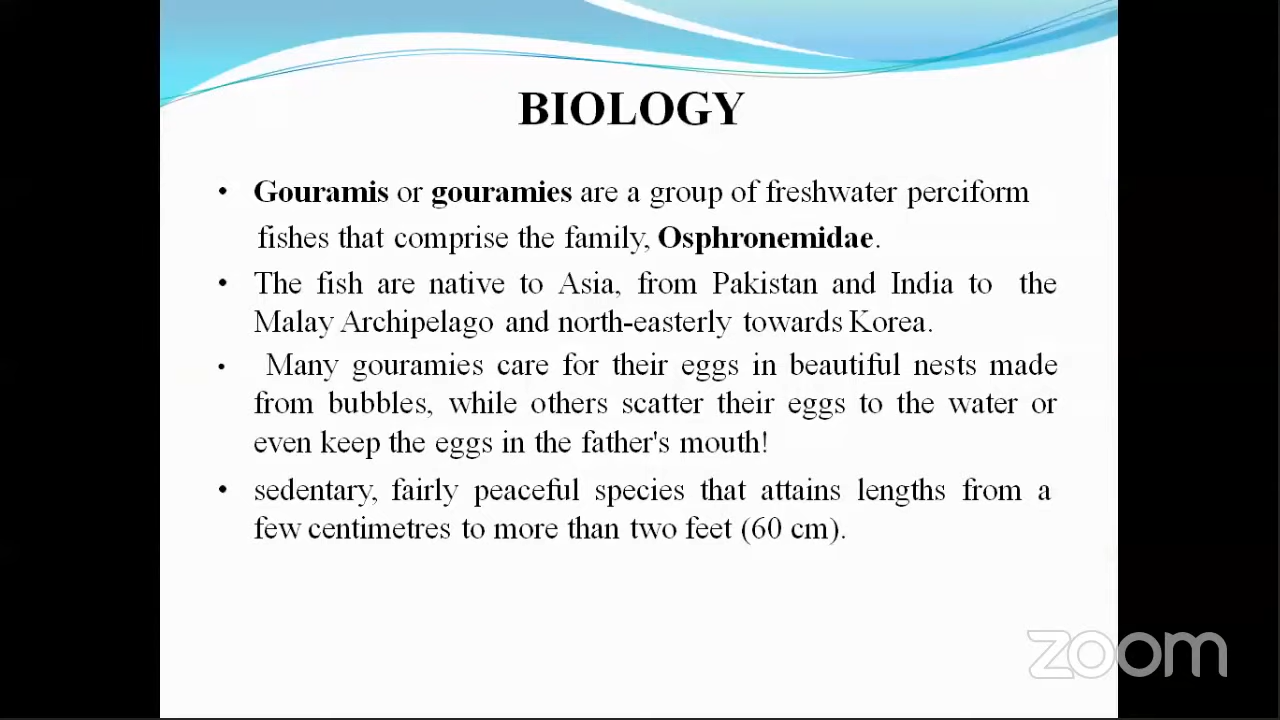 BIOLOGY
• Gouramis or gouramies are a group of freshwater perciform
fishes that comprise the family, Osphronemidae.
• The fish are native to Asia, from Pakistan and India to the
Malay Archipelago and north-easterly towards Korea.
• Many gouramies care for their eggs in beautiful nests made
from bubbles, while others scatter their eggs to the water or
even keep the eggs in the father's mouth!
• sedentary, fairly peaceful species that attains lengths from a
few centimetres to more than two feet (60 cm).
zoom